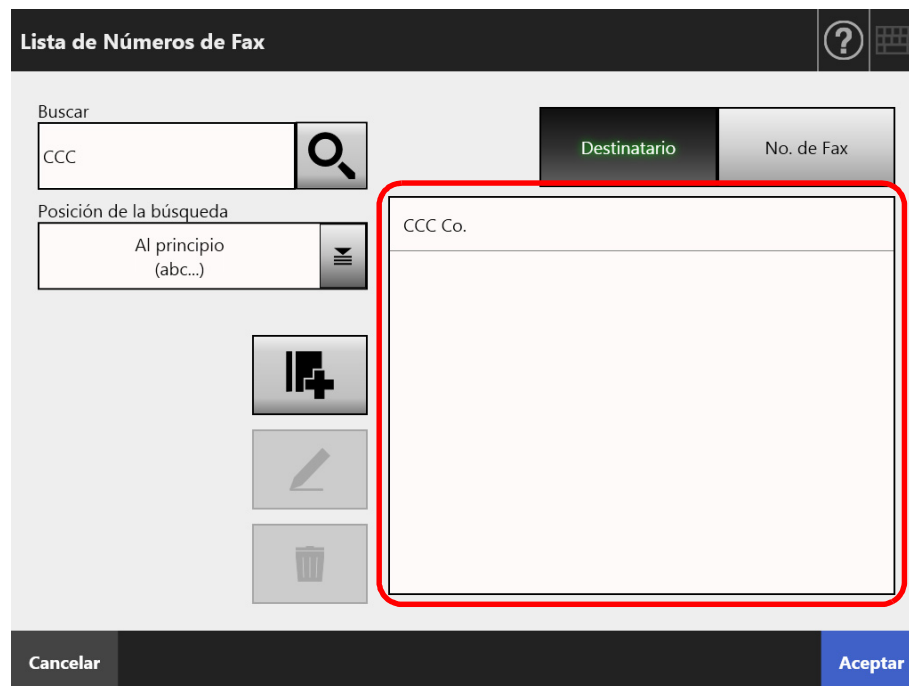 Lista de Números de Fax
?
Buscar
CCC
Destinatario
No. de Fax
Posición de la búsqueda
Al principio
(abc...)
CCC Co.
Cancelar
Aceptar